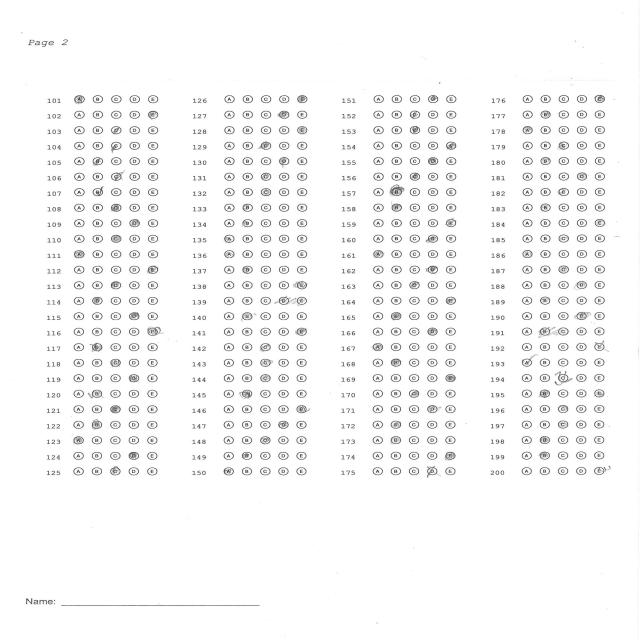 Page 2
101 A B C D E 126 A B C D E 151 A B C D E 176 A B C D E
102 A B C D E 127 A B C D E 152 A B C D E 177 A B C D E
103 A B C D E 128 A B C D E 153 A B C D E 178 A B C D E
104 A B C D E 129 A B C D E 154 A B C D E 179 A B C D E
105 A B C D E 130 A B C D E 155 A B C D E 180 A B C D E
106 A B C D E 131 A B C D E 156 A B C D E 181 A B C D E
107 A B C D E 132 A B C D E 157 A B C D E 182 A B C D E
108 A B C D E 133 A B C D E 158 A B C D E 183 A B C D E
109 A B C D E 134 A B C D E 159 A B C D E 184 A B C D E
110 A B C D E 135 A B C D E 160 A B C D E 185 A B C D E
111 A B C D E 136 A B C D E 161 A B C D E 186 A B C D E
112 A B C D E 137 A B C D E 162 A B C D E 187 A B C D E
113 A B C D E 138 A B C D E 163 A B C D E 188 A B C D E
114 A B C D E 139 A B C D E 164 A B C D E 189 A B C D E
115 A B C D E 140 A B C D E 165 A B C D E 190 A B C D E
116 A B C D E 141 A B C D E 166 A B C D E 191 A B C D E
117 A B C D E 142 A B C D E 167 A B C D E 192 A B C D E
118 A B C D E 143 A B C D E 168 A B C D E 193 A B C D E
119 A B C D E 144 A B C D E 169 A B C D E 194 A B C D E
120 A B C D E 145 A B C D E 170 A B C D E 195 A B C D E
121 A B C D E 146 A B C D E 171 A B C D E 196 A B C D E
122 A B C D E 147 A B C D E 172 A B C D E 197 A B C D E
123 A B C D E 148 A B C D E 173 A B C D E 198 A B C D E
124 A B C D E 149 A B C D E 174 A B C D E 199 A B C D E
125 A B C D E 150 A B C D E 175 A B C D E 200 A B C D E
Name: